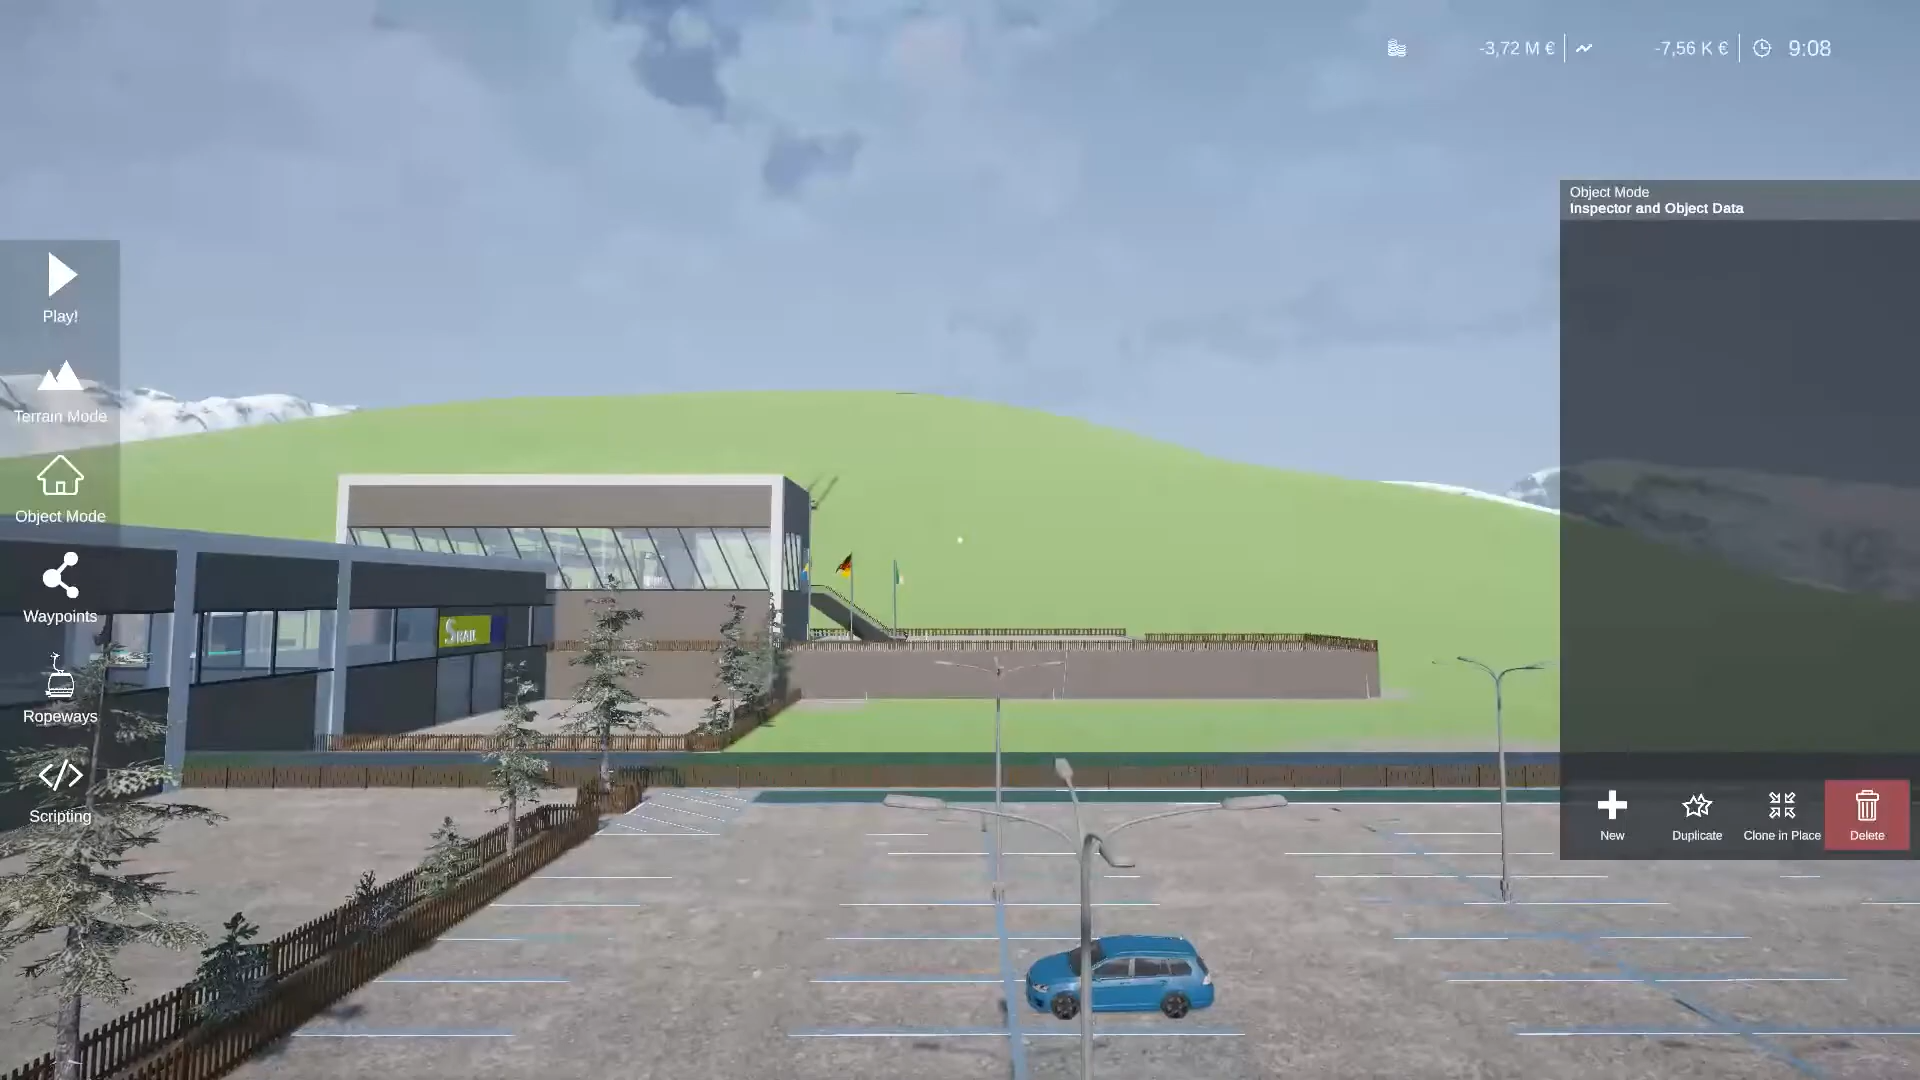 -3,72 M €
-7,56 K €
9:08
Object Mode
Inspector and Object Data
Play!
Terrain Mode
Object Mode
Waypoints
Ropeways
Scripting
SKAIL
New
Duplicate
Clone in Place
Delete